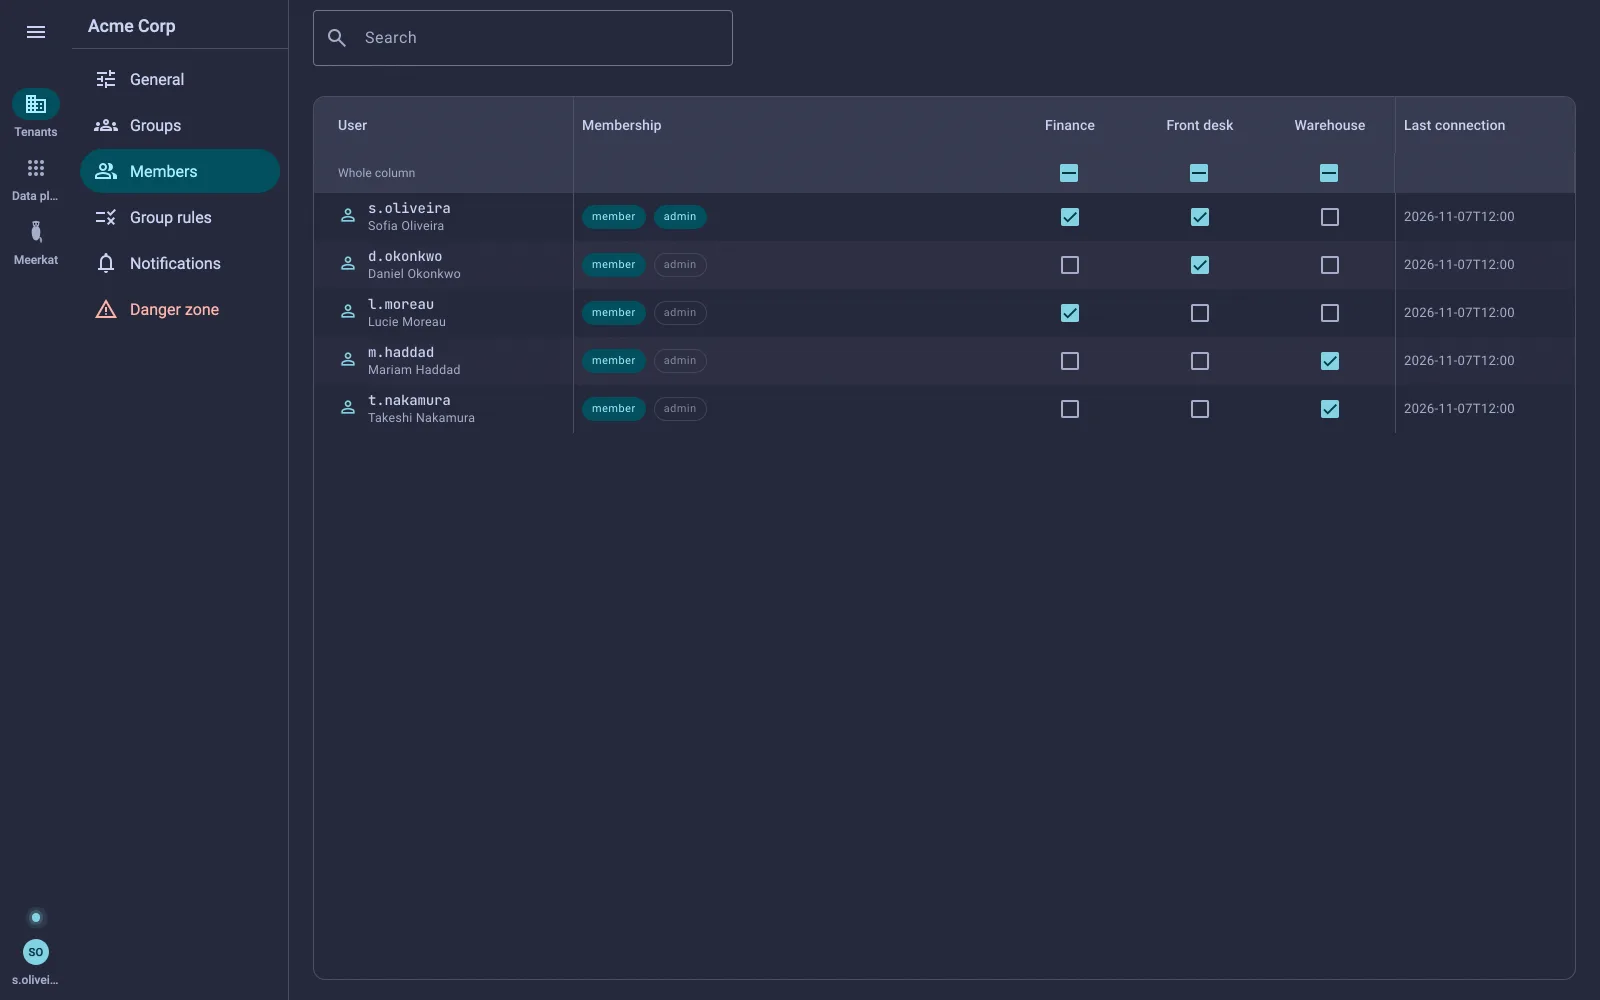 Acme Corp
Search
General
Groups
Members
Group rules
Notifications
Danger zone
Tenants
Data pl...
Meerkat
User
Membership
Finance
Front desk
Warehouse
Last connection
Whole column
s.oliveira
Sofia Oliveira
member
admin
2026-11-07T12:00
d.okonkwo
Daniel Okonkwo
member
admin
2026-11-07T12:00
l.moreau
Lucie Moreau
member
admin
2026-11-07T12:00
m.haddad
Mariam Haddad
member
admin
2026-11-07T12:00
t.nakamura
Takeshi Nakamura
member
admin
2026-11-07T12:00
SO
s.olivei...